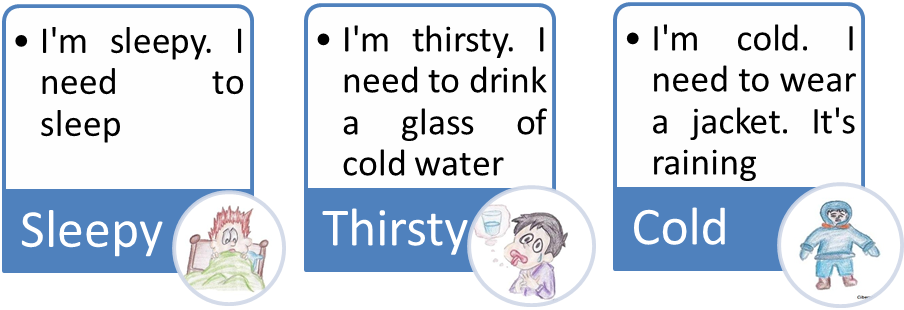 • I'm sleepy. I
need to
sleep
Sleepy
• I'm thirsty. I
need to drink
a glass of
cold water
Thirsty
• I'm cold. I
need to wear
a jacket. It's
raining
Cold